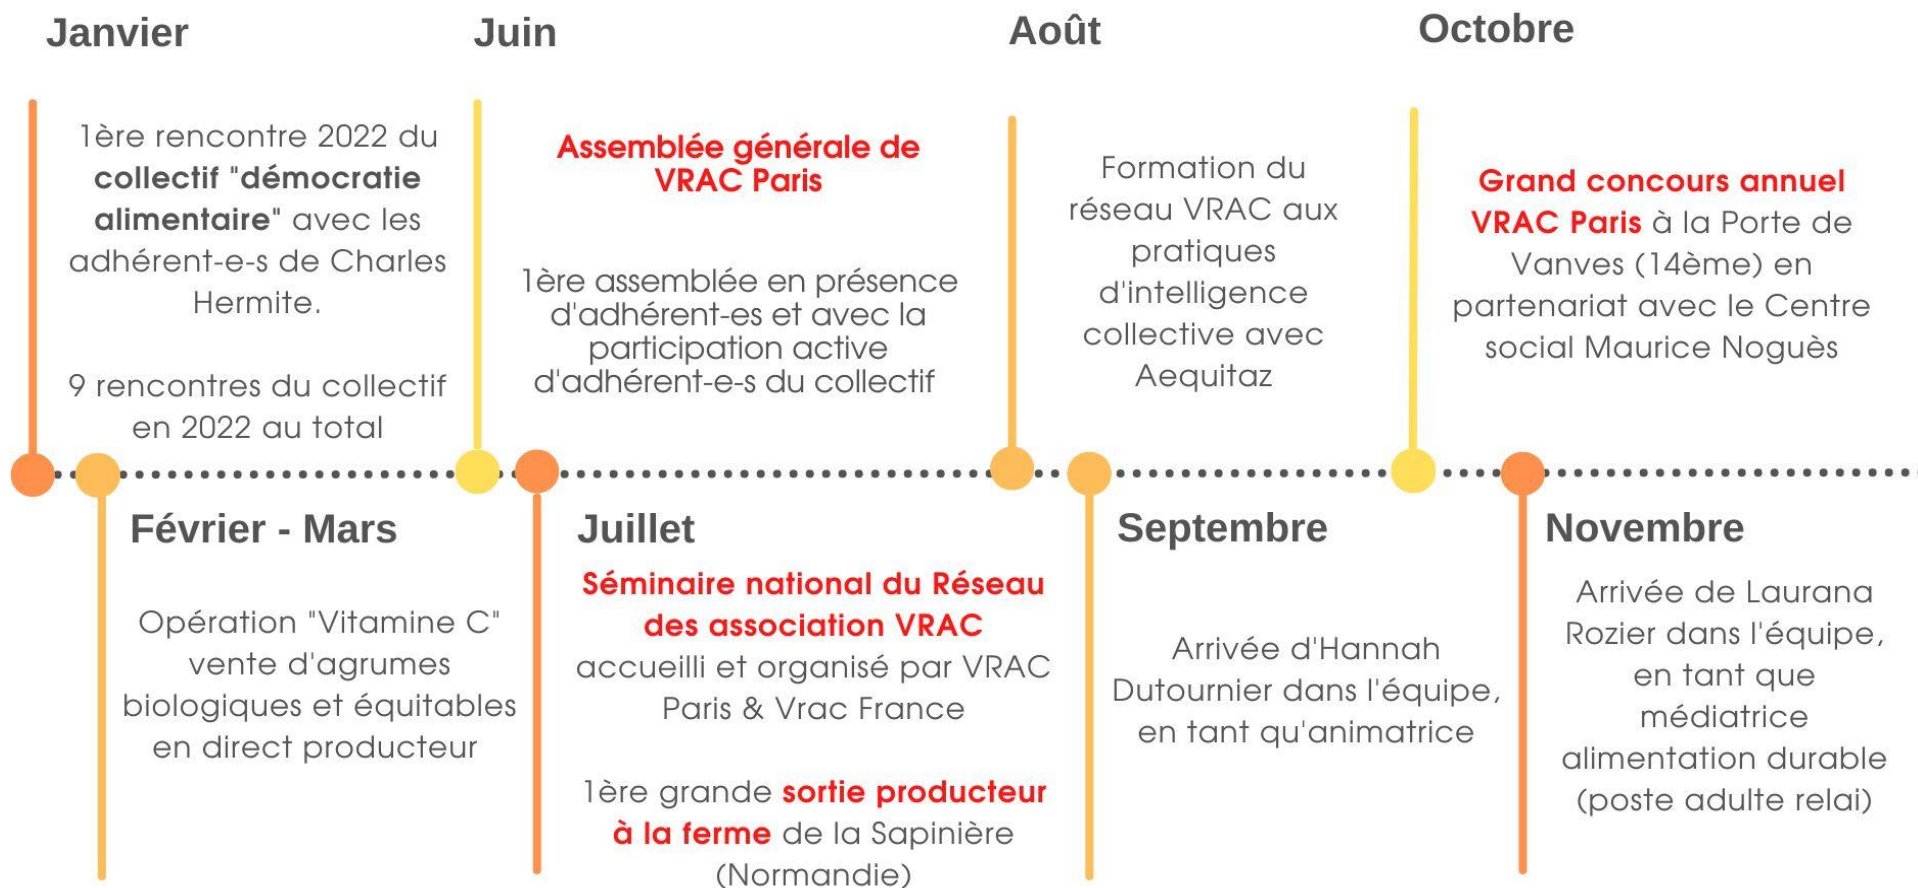 Janvier
1ère rencontre 2022 du
collectif "démocratie
alimentaire" avec les
adhérent-e-s de Charles
Hermite.
9 rencontres du collectif
en 2022 au total
Février - Mars
Opération "Vitamine C"
vente d'agrumes
biologiques et équitables
en direct producteur
Juin
Assemblée générale de
VRAC Paris
1ère assemblée en présence
d'adhérent-es et avec la
participation active
d'adhérent-e-s du collectif
Juillet
Séminaire national du Réseau
des association VRAC
accueilli et organisé par VRAC
Paris & Vrac France
1ère grande sortie producteur
à la ferme de la Sapinière
(Normandie)
Août
Formation du
réseau VRAC aux
pratiques
d'intelligence
collective avec
Aequitaz
Septembre
Arrivée d'Hannah
Dutournier dans l'équipe,
en tant qu'animatrice
Octobre
Grand concours annuel
VRAC Paris à la Porte de
Vanves (14ème) en
partenariat avec le Centre
social Maurice Noguès
Novembre
Arrivée de Laurana
Rozier dans l'équipe,
en tant que
médiatrice
alimentation durable
(poste adulte relai)